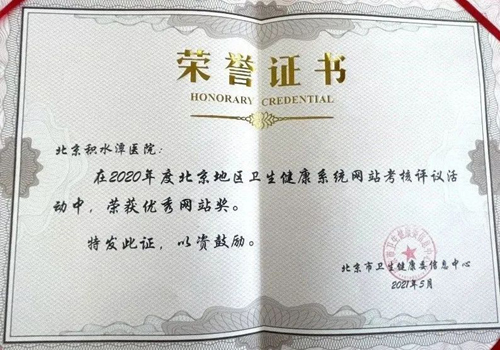 荣誉证书
HONORARY CREDENTIAL
北京积水潭医院：
在2020年度北京地区卫生健康系统网站考核评议活
动中，荣获优秀网站奖。
特发此证，以资鼓励。
北京市卫生健康委信息中心
2021年5月